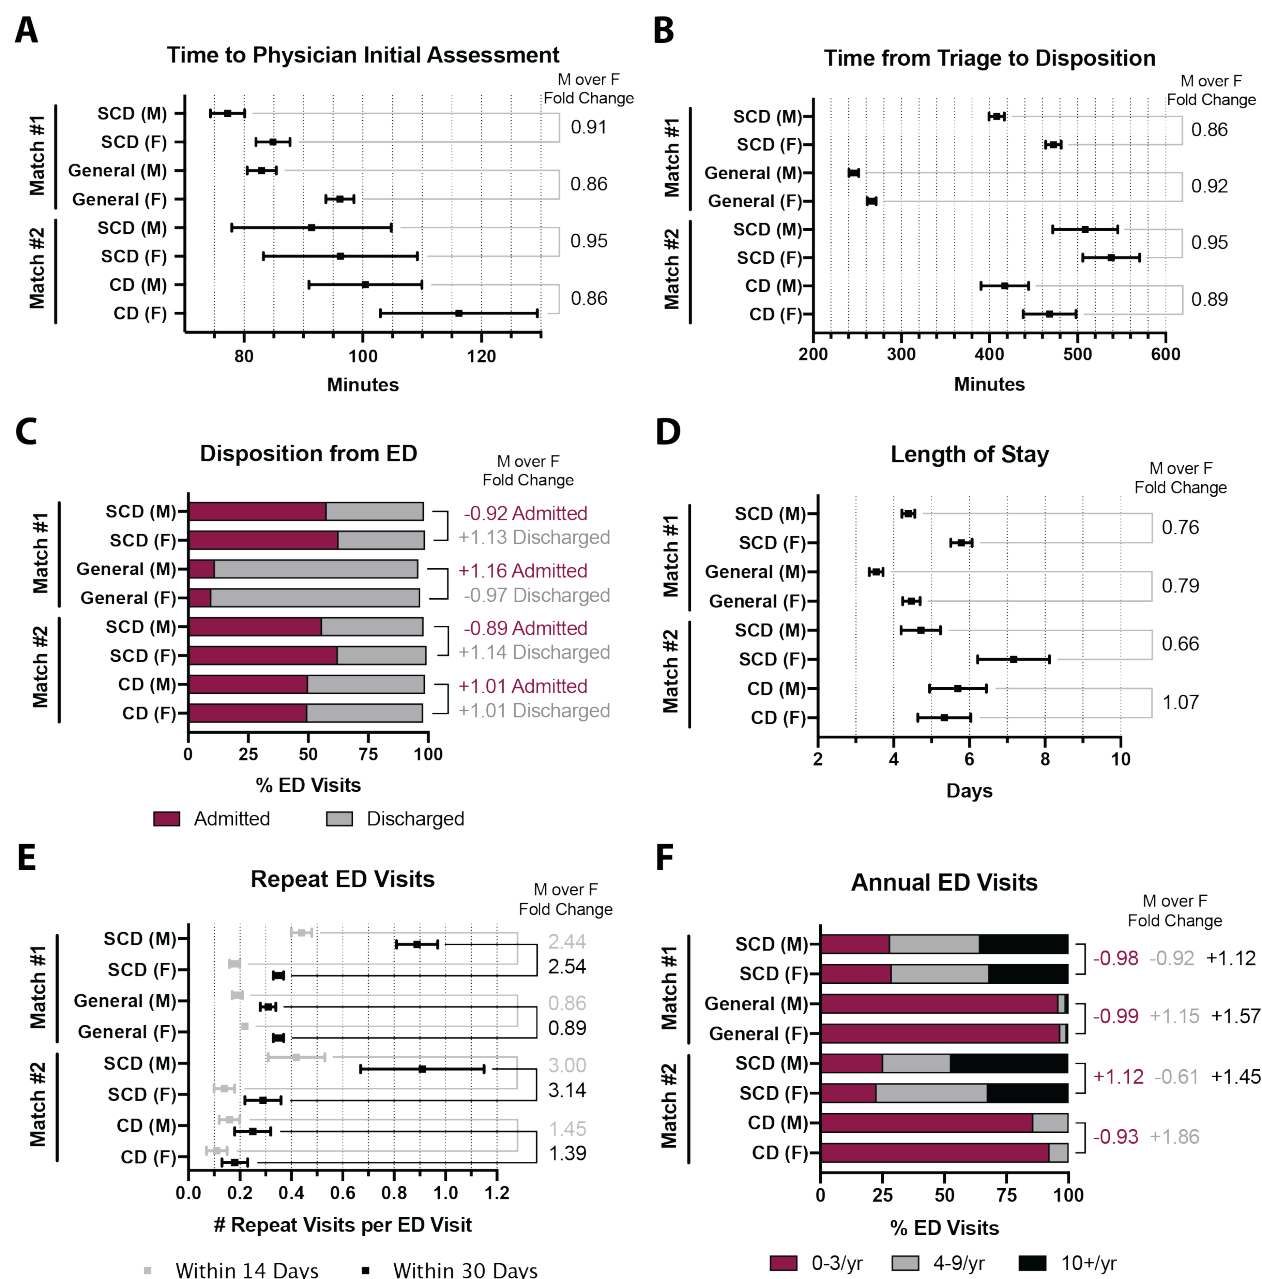 A
Time to Physician Initial Assessment
M over F
Fold Change
Match #1
Match #2
SCD (M)
SCD (F)
General (M)
General (F)
SCD (M)
SCD (F)
CD (M)
CD (F)
0.91
0.86
0.95
0.86
80 100 120
Minutes
B
Time from Triage to Disposition
M over F
Fold Change
Match #1
Match #2
SCD (M)
SCD (F)
General (M)
General (F)
SCD (M)
SCD (F)
CD (M)
CD (F)
0.86
0.92
0.95
0.89
200 300 400 500 600
Minutes
C
Disposition from ED
M over F
Fold Change
Match #1
Match #2
SCD (M)
SCD (F)
General (M)
General (F)
SCD (M)
SCD (F)
CD (M)
CD (F)
-0.92 Admitted
+1.13 Discharged
+1.16 Admitted
-0.97 Discharged
-0.89 Admitted
+1.14 Discharged
+1.01 Admitted
+1.01 Discharged
0 25 50 75 100
% ED Visits
Admitted Discharged
D
Length of Stay
M over F
Fold Change
Match #1
Match #2
SCD (M)
SCD (F)
General (M)
General (F)
SCD (M)
SCD (F)
CD (M)
CD (F)
0.76
0.79
0.66
1.07
2 4 6 8 10
Days
E
Repeat ED Visits
M over F
Fold Change
Match #1
Match #2
SCD (M)
SCD (F)
General (M)
General (F)
SCD (M)
SCD (F)
CD (M)
CD (F)
2.44
2.54
0.86
0.89
3.00
3.14
1.45
1.39
0.0 0.2 0.4 0.6 0.8 1.0 1.2
# Repeat Visits per ED Visit
Within 14 Days Within 30 Days
F
Annual ED Visits
M over F
Fold Change
Match #1
Match #2
SCD (M)
SCD (F)
General (M)
General (F)
SCD (M)
SCD (F)
CD (M)
CD (F)
-0.98 -0.92 +1.12
-0.99 +1.15 +1.57
+1.12 -0.61 +1.45
-0.93 +1.86
0 25 50 75 100
% ED Visits
0-3/yr 4-9/yr 10+/yr